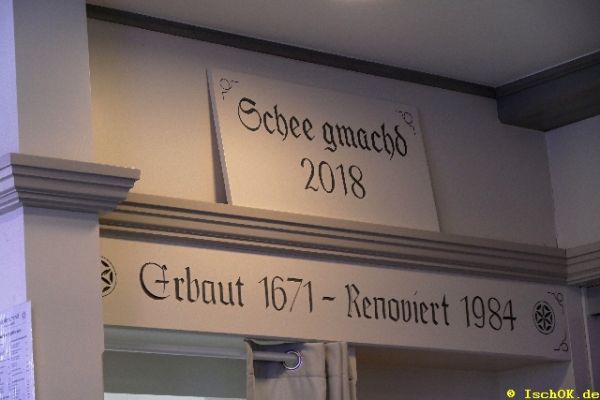 Schee gmachd
2018
Erbaut 1671 - Renoviert 1984
© IschOK.de